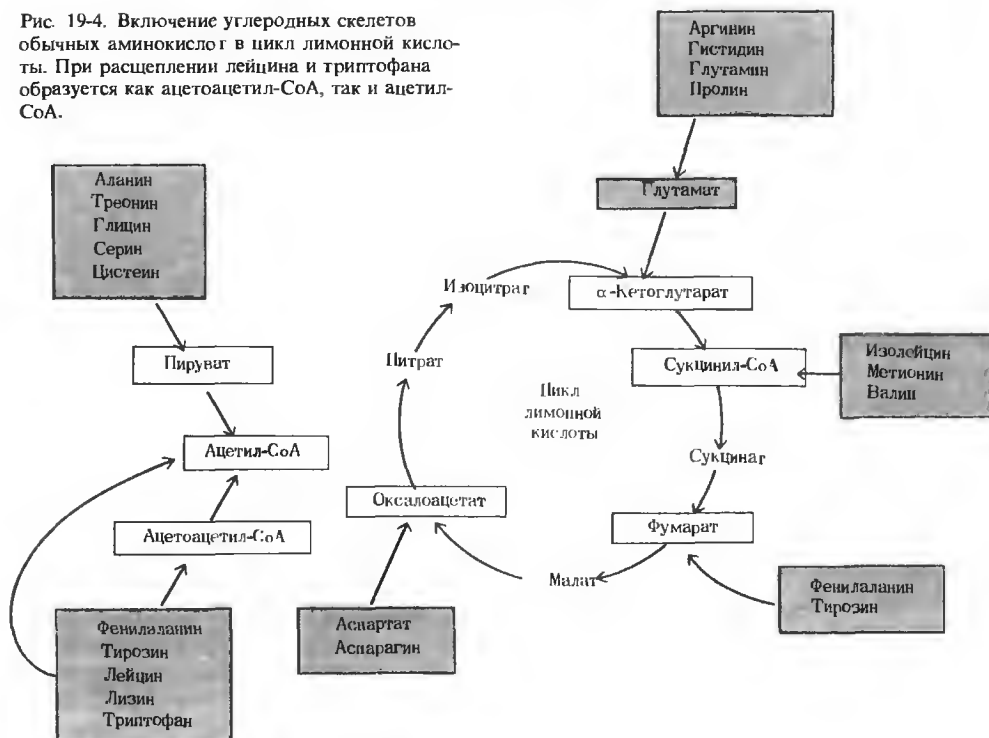 Рис. 19-4. Включение углеродных скелетов
обычных аминокислот в цикл лимонной кисло-
ты. При расщеплении лейцина и триптофана
образуется как ацетоацетил-СоА, так и ацетил-
СоА.
Аргинин
Гистидин
Глутамин
Пролин
Глутамат
Аланин
Треонин
Глицин
Серин
Цистеин
Изоцитрат
α-Кетоглутарат
Пируват
Цитрат
Сукцинил-СоА
Изолейцин
Метионин
Валин
Цикл
лимонной
кислоты
Ацетил-СоА
Сукцинат
Оксалоацетат
Ацетоацетил-СоА
Фумарат
Малат
Фенилаланин
Тирозин
Аспартат
Аспарагин
Фенилаланин
Тирозин
Лейцин
Лизин
Триптофан